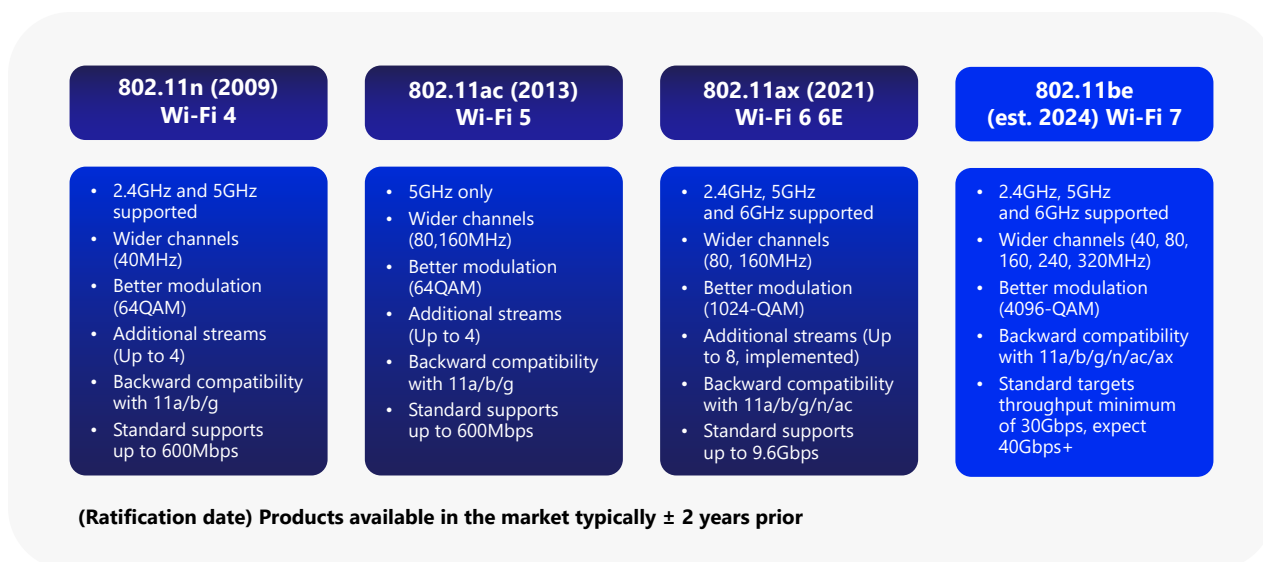 802.11n (2009)
Wi-Fi 4
• 2.4GHz and 5GHz
supported
• Wider channels
(40MHz)
• Better modulation
(64QAM)
• Additional streams
(Up to 4)
• Backward compatibility
with 11a/b/g
• Standard supports
up to 600Mbps
802.11ac (2013)
Wi-Fi 5
• 5GHz only
• Wider channels
(80,160MHz)
• Better modulation
(64QAM)
• Additional streams
(Up to 4)
• Backward compatibility
with 11a/b/g
• Standard supports
up to 600Mbps
802.11ax (2021)
Wi-Fi 6 6E
• 2.4GHz, 5GHz
and 6GHz supported
• Wider channels
(80, 160MHz)
• Better modulation
(1024-QAM)
• Additional streams (Up
to 8, implemented)
• Backward compatibility
with 11a/b/g/n/ac
• Standard supports
up to 9.6Gbps
802.11be
(est. 2024) Wi-Fi 7
• 2.4GHz, 5GHz
and 6GHz supported
• Wider channels (40, 80,
160, 240, 320MHz)
• Better modulation
(4096-QAM)
• Backward compatibility
with 11a/b/g/n/ac/ax
• Standard targets
throughput minimum
of 30Gbps, expect
40Gbps+
(Ratification date) Products available in the market typically ± 2 years prior